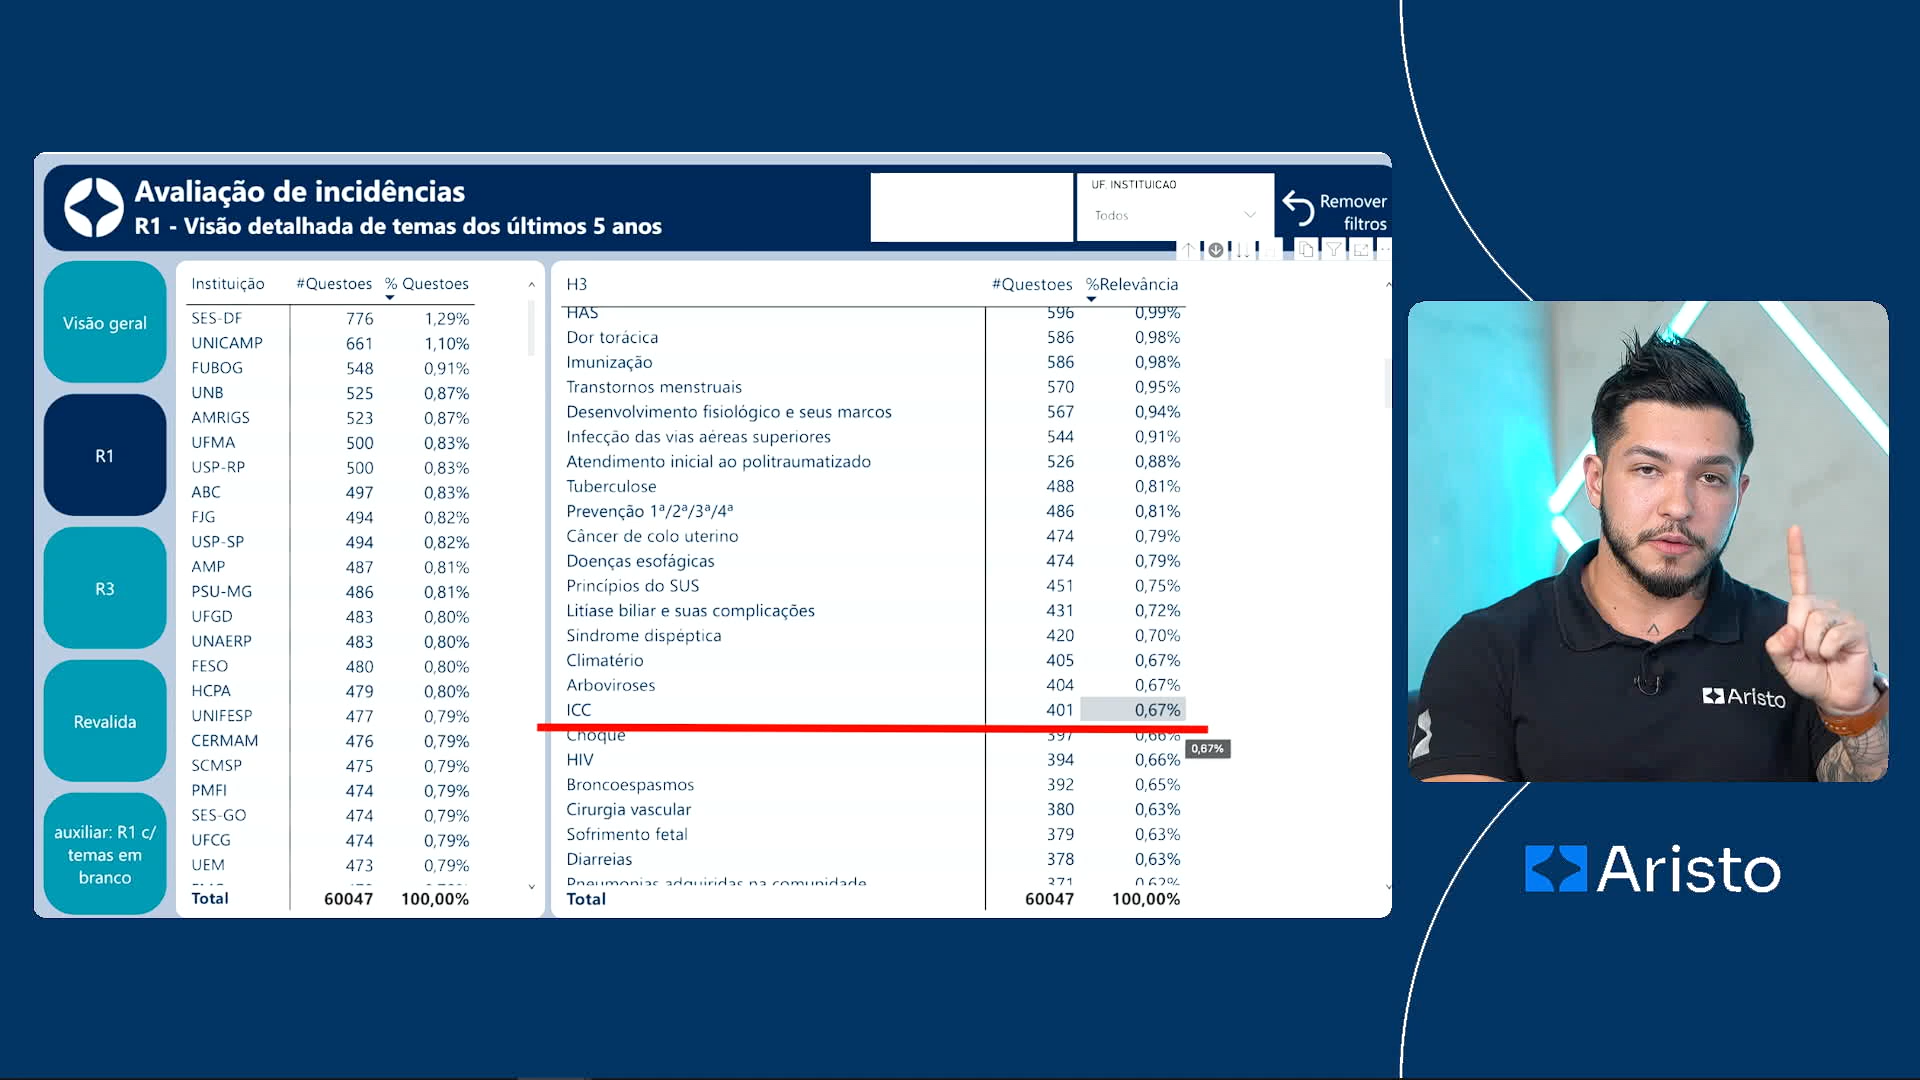 Avaliação de incidências
R1 - Visão detalhada de temas dos últimos 5 anos
UF. INSTITUICAO
Todos
Remover
filtros
Visão geral
R1
R3
Revalida
auxiliar: R1 c/
temas em
branco
Instituição #Questoes % Questoes
SES-DF 776 1,29%
UNICAMP 661 1,10%
FUBOG 548 0,91%
UNB 525 0,87%
AMRIGS 523 0,87%
UFMA 500 0,83%
USP-RP 500 0,83%
ABC 497 0,83%
FJG 494 0,82%
USP-SP 494 0,82%
AMP 487 0,81%
PSU-MG 486 0,81%
UFGD 483 0,80%
UNAERP 483 0,80%
FESO 480 0,80%
HCPA 479 0,80%
UNIFESP 477 0,79%
CERMAM 476 0,79%
SCMSP 475 0,79%
PMFI 474 0,79%
SES-GO 474 0,79%
UFCG 474 0,79%
UEM 473 0,79%
Total 60047 100,00%
H3 #Questoes %Relevância
HAS 596 0,99%
Dor torácica 586 0,98%
Imunização 586 0,98%
Transtornos menstruais 570 0,95%
Desenvolvimento fisiológico e seus marcos 567 0,94%
Infecção das vias aéreas superiores 544 0,91%
Atendimento inicial ao politraumatizado 526 0,88%
Tuberculose 488 0,81%
Prevenção 1ª/2ª/3ª/4ª 486 0,81%
Câncer de colo uterino 474 0,79%
Doenças esofágicas 474 0,79%
Princípios do SUS 451 0,75%
Litíase biliar e suas complicações 431 0,72%
Síndrome dispéptica 420 0,70%
Climatério 405 0,67%
Arboviroses 404 0,67%
ICC 401 0,67%
Choque 397 0,66%
0,67%
HIV 394 0,66%
Broncoespasmos 392 0,65%
Cirurgia vascular 380 0,63%
Sofrimento fetal 379 0,63%
Diarreias 378 0,63%
Pneumonias adquiridas na comunidade 371 0,62%
Total 60047 100,00%
Aristo
Aristo